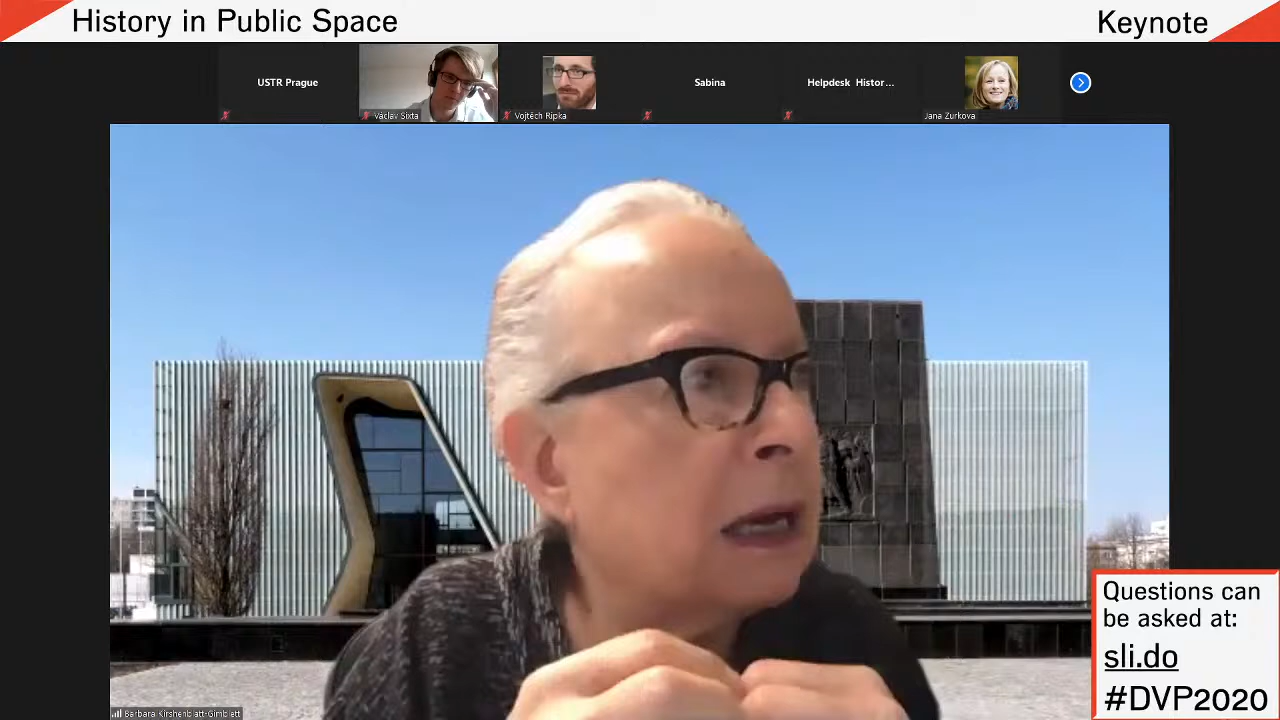 History in Public Space
Keynote
USTR Prague
Václav Sixta
Vojtěch Ripka
Sabina
Helpdesk Histor...
Jana Zurkova
Barbara Kirshenblatt-Gimblett
Questions can
be asked at:
sli.do
#DVP2020